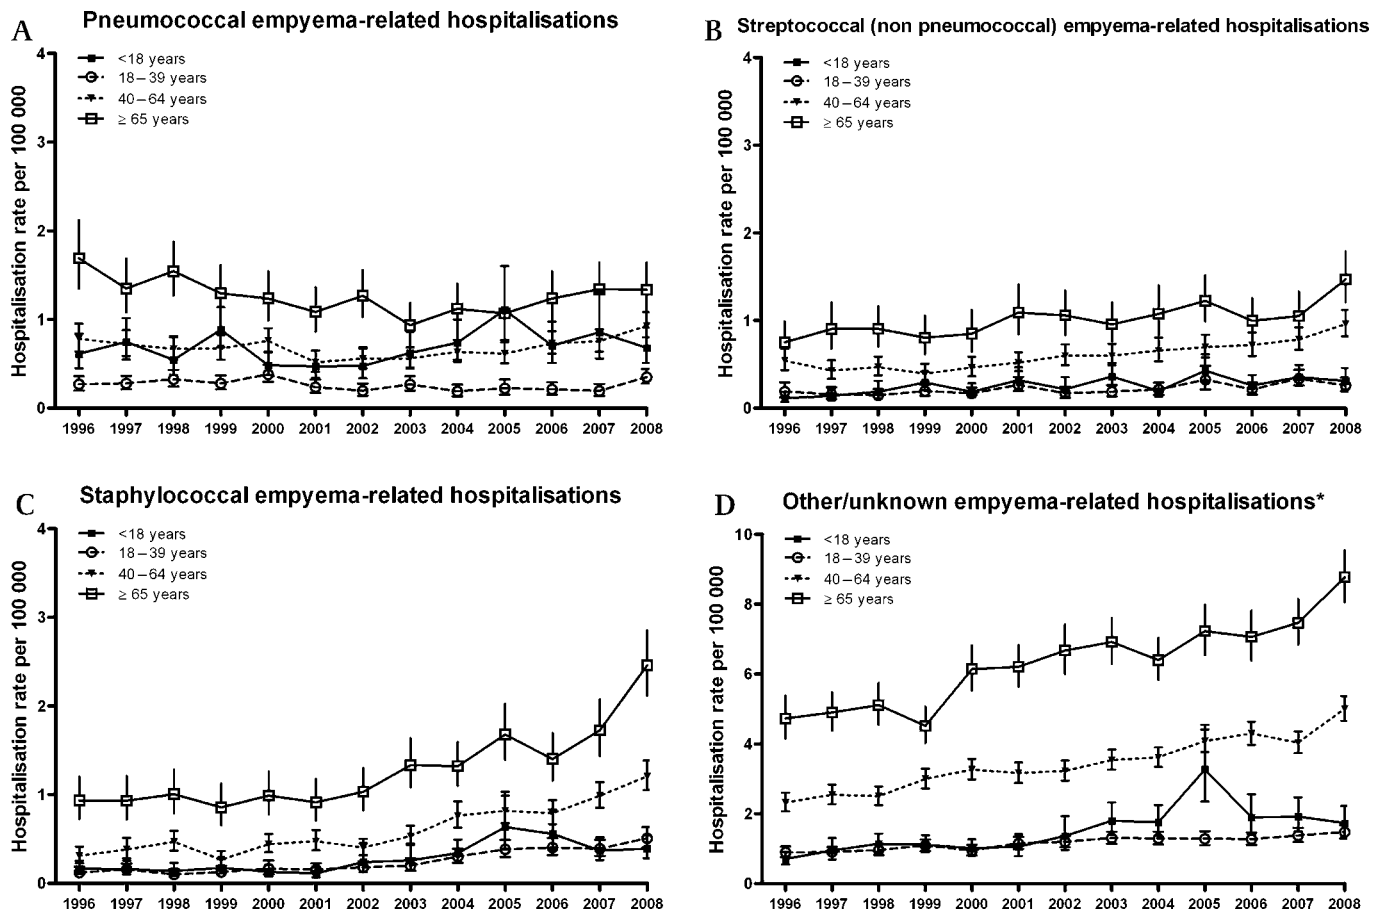 A
Pneumococcal empyema-related hospitalisations
4
3
2
1
0
Hospitalisation rate per 100 000
<18 years
18–39 years
40–64 years
≥ 65 years
1996 1997 1998 1999 2000 2001 2002 2003 2004 2005 2006 2007 2008
B
Streptococcal (non pneumococcal) empyema-related hospitalisations
4
3
2
1
0
Hospitalisation rate per 100 000
<18 years
18–39 years
40–64 years
≥ 65 years
1996 1997 1998 1999 2000 2001 2002 2003 2004 2005 2006 2007 2008
C
Staphylococcal empyema-related hospitalisations
4
3
2
1
0
Hospitalisation rate per 100 000
<18 years
18–39 years
40–64 years
≥ 65 years
1996 1997 1998 1999 2000 2001 2002 2003 2004 2005 2006 2007 2008
D
Other/unknown empyema-related hospitalisations*
10
8
6
4
2
0
Hospitalisation rate per 100 000
<18 years
18–39 years
40–64 years
≥ 65 years
1996 1997 1998 1999 2000 2001 2002 2003 2004 2005 2006 2007 2008